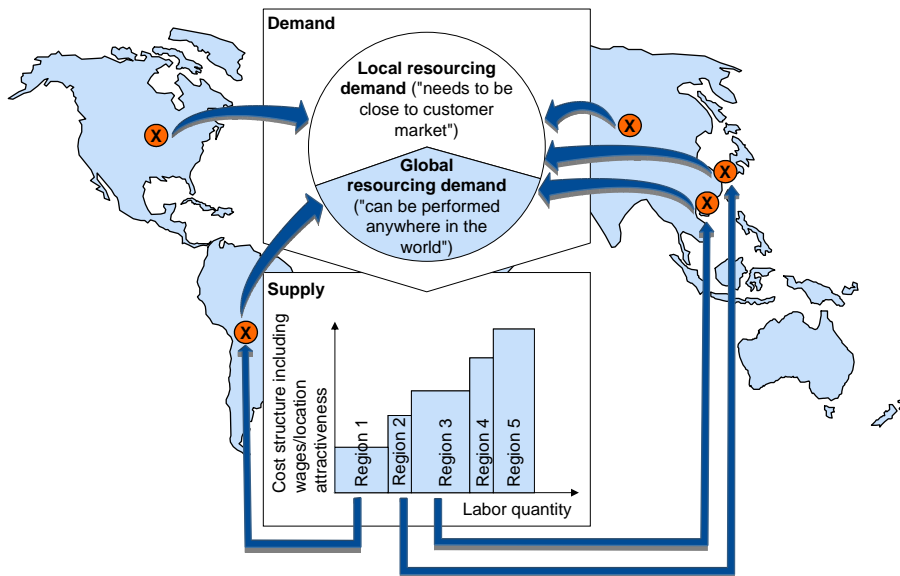 Demand
Local resourcing
demand ("needs to be
close to customer
market")
Global
resourcing demand
("can be performed
anywhere in the
world")
X
X
X
X
X
Supply
Cost structure including
wages/location
attractiveness
Region 1
Region 2
Region 3
Region 4
Region 5
Labor quantity